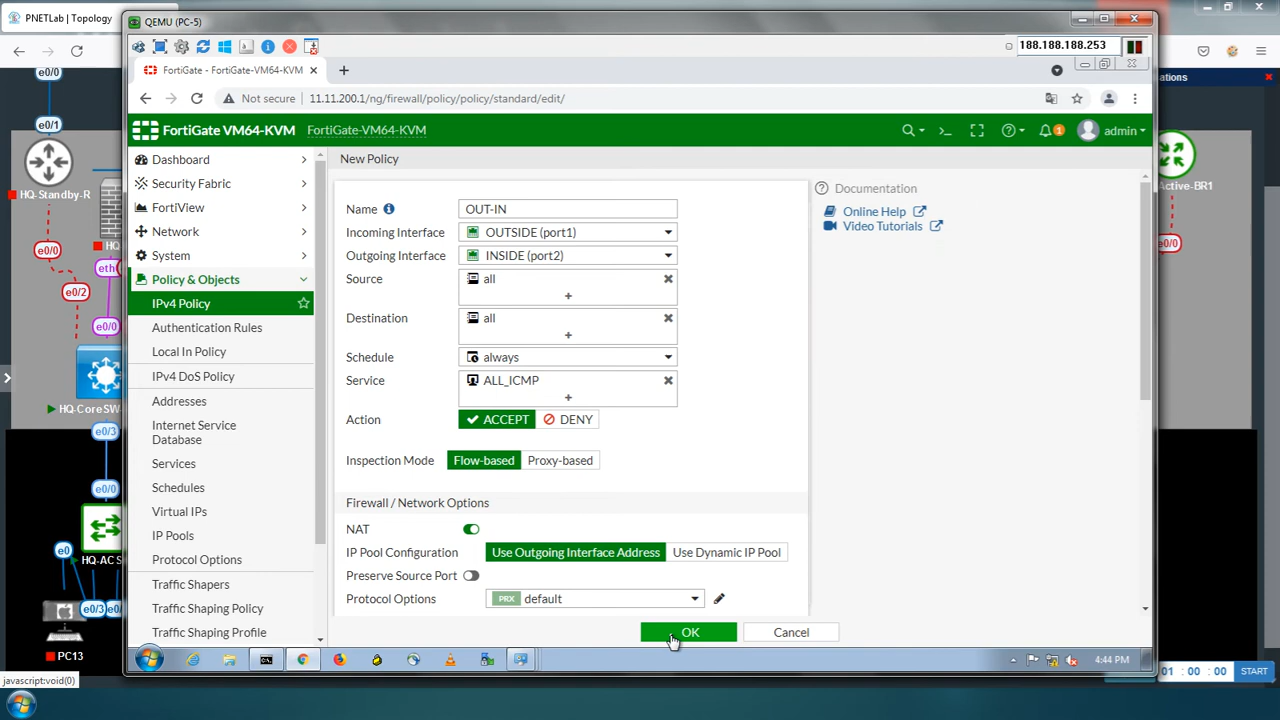 PNETLab | Topology
QEMU (PC-5)
188.188.188.253
FortiGate - FortiGate-VM64-KVM
Not secure
11.11.200.1/ng/firewall/policy/policy/standard/edit/
ations
FortiGate VM64-KVM
FortiGate-VM64-KVM
1
admin
Dashboard
Security Fabric
FortiView
Network
System
Policy & Objects
IPv4 Policy
Authentication Rules
Local In Policy
IPv4 DoS Policy
Addresses
Internet Service
Database
Services
Schedules
Virtual IPs
IP Pools
Protocol Options
Traffic Shapers
Traffic Shaping Policy
Traffic Shaping Profile
New Policy
Name
OUT-IN
Incoming Interface
OUTSIDE (port1)
Outgoing Interface
INSIDE (port2)
Source
all
+
Destination
all
+
Schedule
always
Service
ALL_ICMP
+
Action
ACCEPT
DENY
Inspection Mode
Flow-based
Proxy-based
Firewall / Network Options
NAT
IP Pool Configuration
Use Outgoing Interface Address
Use Dynamic IP Pool
Preserve Source Port
Protocol Options
PRX
default
OK
Cancel
Documentation
Online Help
Video Tutorials
e0/0
e0/1
HQ-Standby-R
e0/0
HQ
eth
e0/2
e0/0
HQ-CoreSW
e0/3
e0/0
e0
HQ-ACS
e0/3
e0/
PC13
Active-BR1
e0/0
javascript:void(0)
4:44 PM
01 : 00 : 00
START